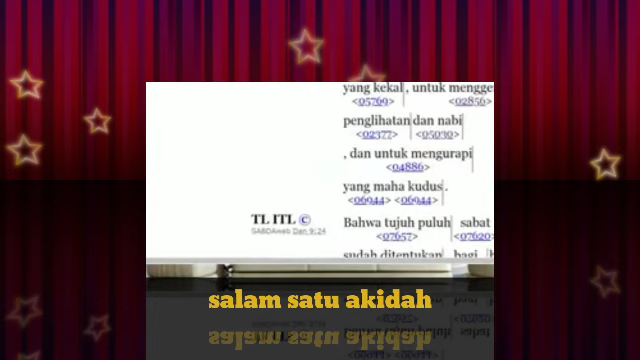 yang kekal , untuk mengge
<05769> <02856>
penglihatan dan nabi
<02377> <05030>
, dan untuk mengurapi
<04886>
yang maha kudus .
<06944> <06944>
TL ITL ©
SABDAweb Dan 9:24
Bahwa tujuh puluh sabat
<07657> <07620>
sudah ditentukan bagi
salam satu akidah